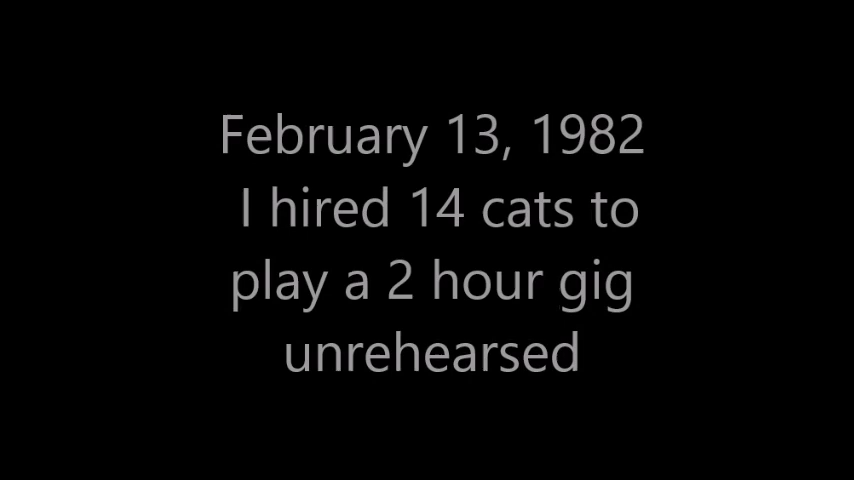 February 13, 1982
I hired 14 cats to
play a 2 hour gig
unrehearsed